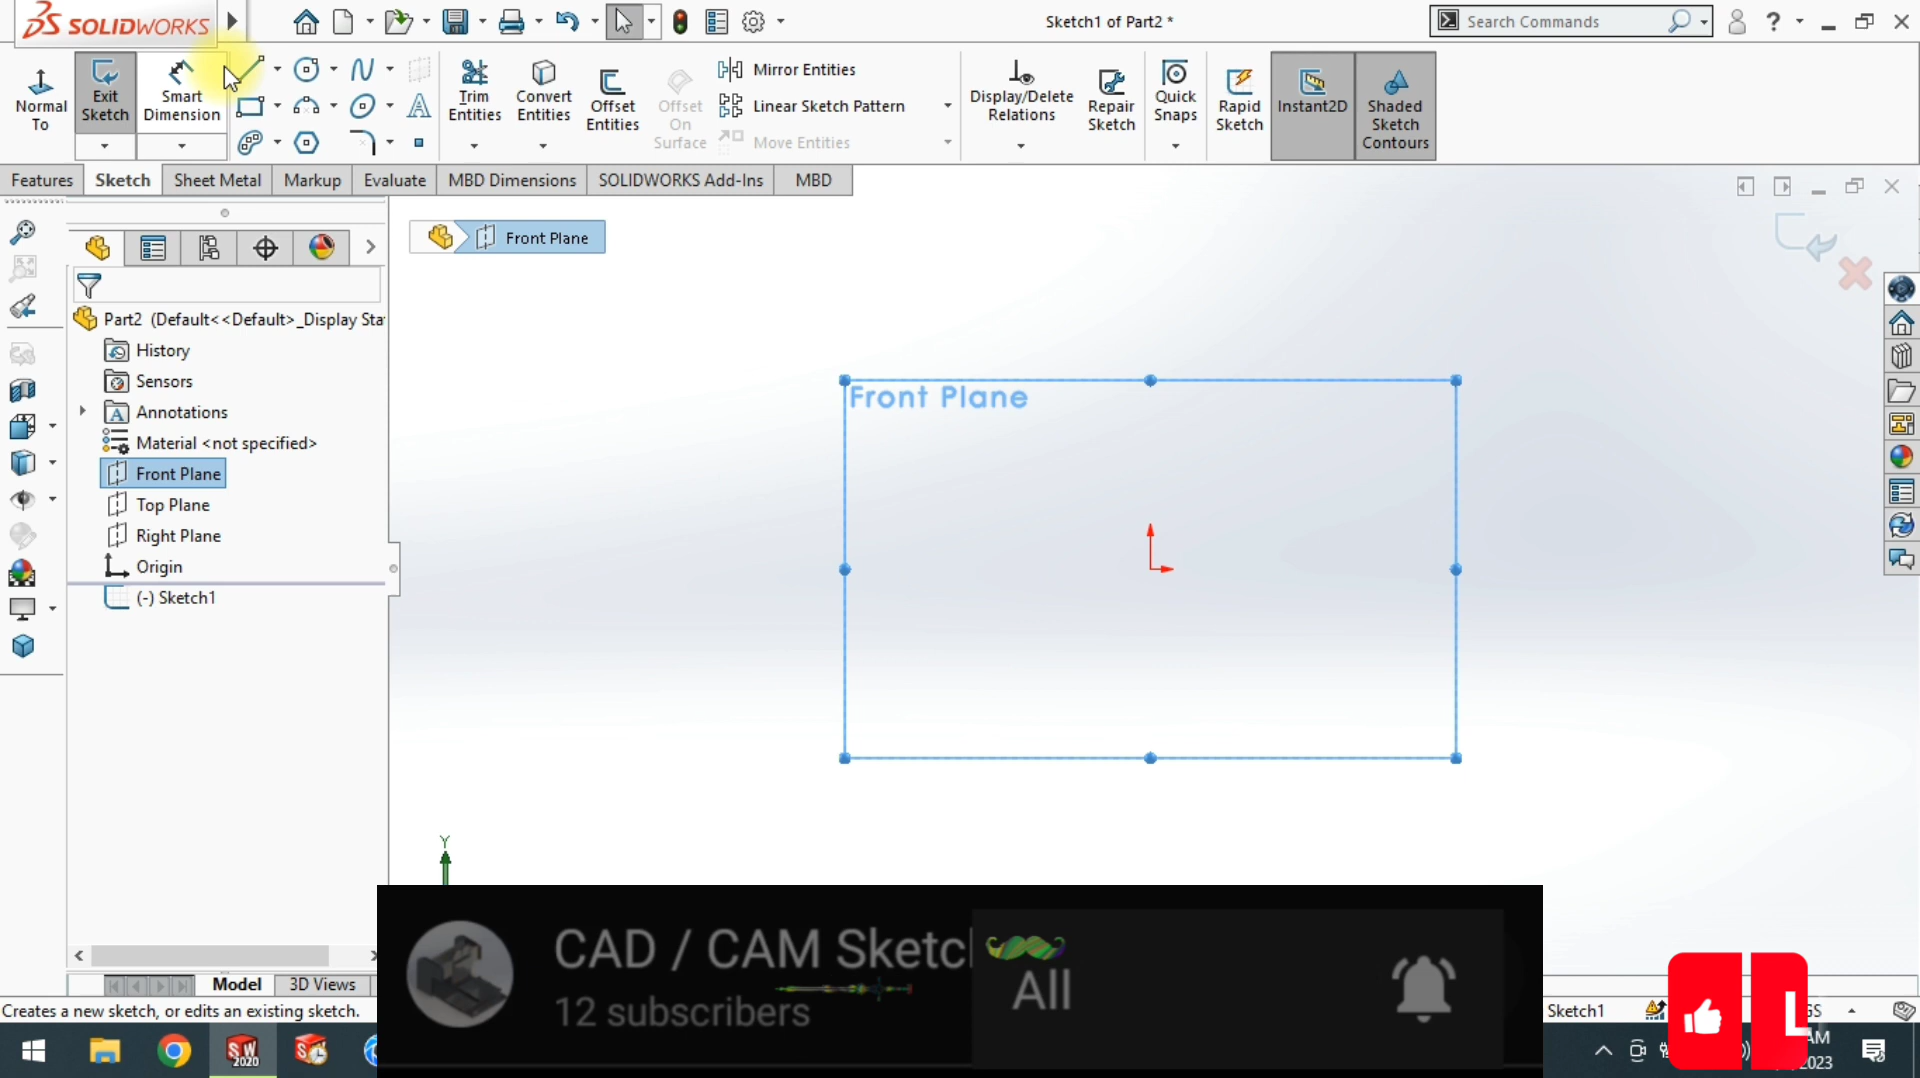 SOLIDWORKS
Sketch1 of Part2 *
Search Commands
?
Normal To
Exit Sketch
Smart Dimension
Trim Entities
Convert Entities
Offset Entities
Offset On Surface
Mirror Entities
Linear Sketch Pattern
Move Entities
Display/Delete Relations
Repair Sketch
Quick Snaps
Rapid Sketch
Instant2D
Shaded Sketch Contours
Features
Sketch
Sheet Metal
Markup
Evaluate
MBD Dimensions
SOLIDWORKS Add-Ins
MBD
Front Plane
Part2 (Default<<Default>_Display Sta
History
Sensors
Annotations
Material <not specified>
Front Plane
Top Plane
Right Plane
Origin
(-) Sketch1
Front Plane
Y
Model
3D Views
Creates a new sketch, or edits an existing sketch.
CAD / CAM Sketc
12 subscribers
All
Sketch1
GS
L
SW 2020
AM
2023